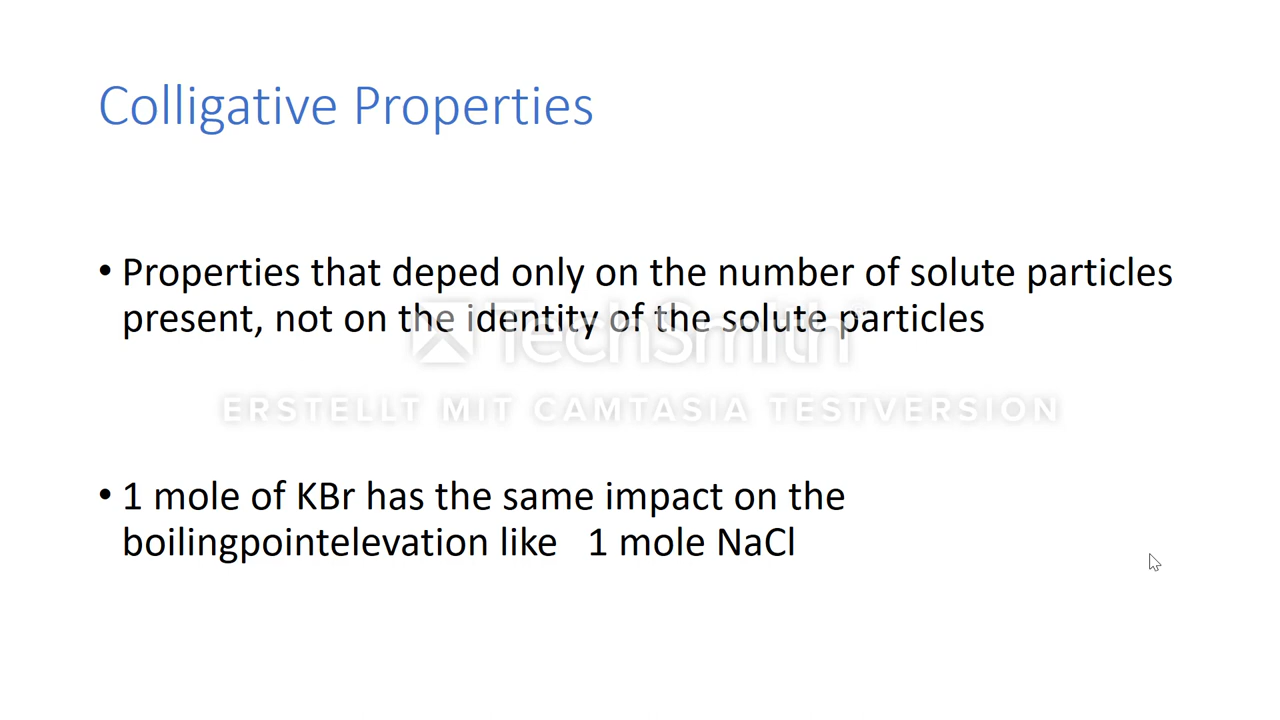 Colligative Properties
• Properties that deped only on the number of solute particles
present, not on the identity of the solute particles
TechSmith
ERSTELLT MIT CAMTASIA TESTVERSION
• 1 mole of KBr has the same impact on the
boilingpointelevation like 1 mole NaCl